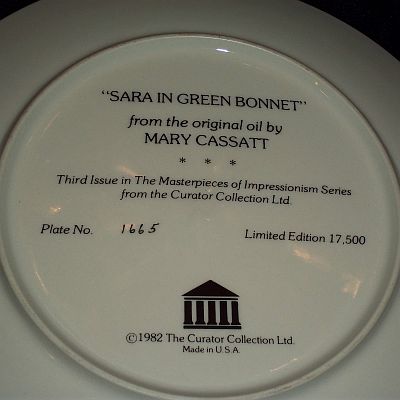 "SARA IN GREEN BONNET"
from the original oil by
MARY CASSATT
* * *
Third Issue in The Masterpieces of Impressionism Series
from the Curator Collection Ltd.
Plate No. 1665 Limited Edition 17,500
©1982 The Curator Collection Ltd.
Made in U.S.A.